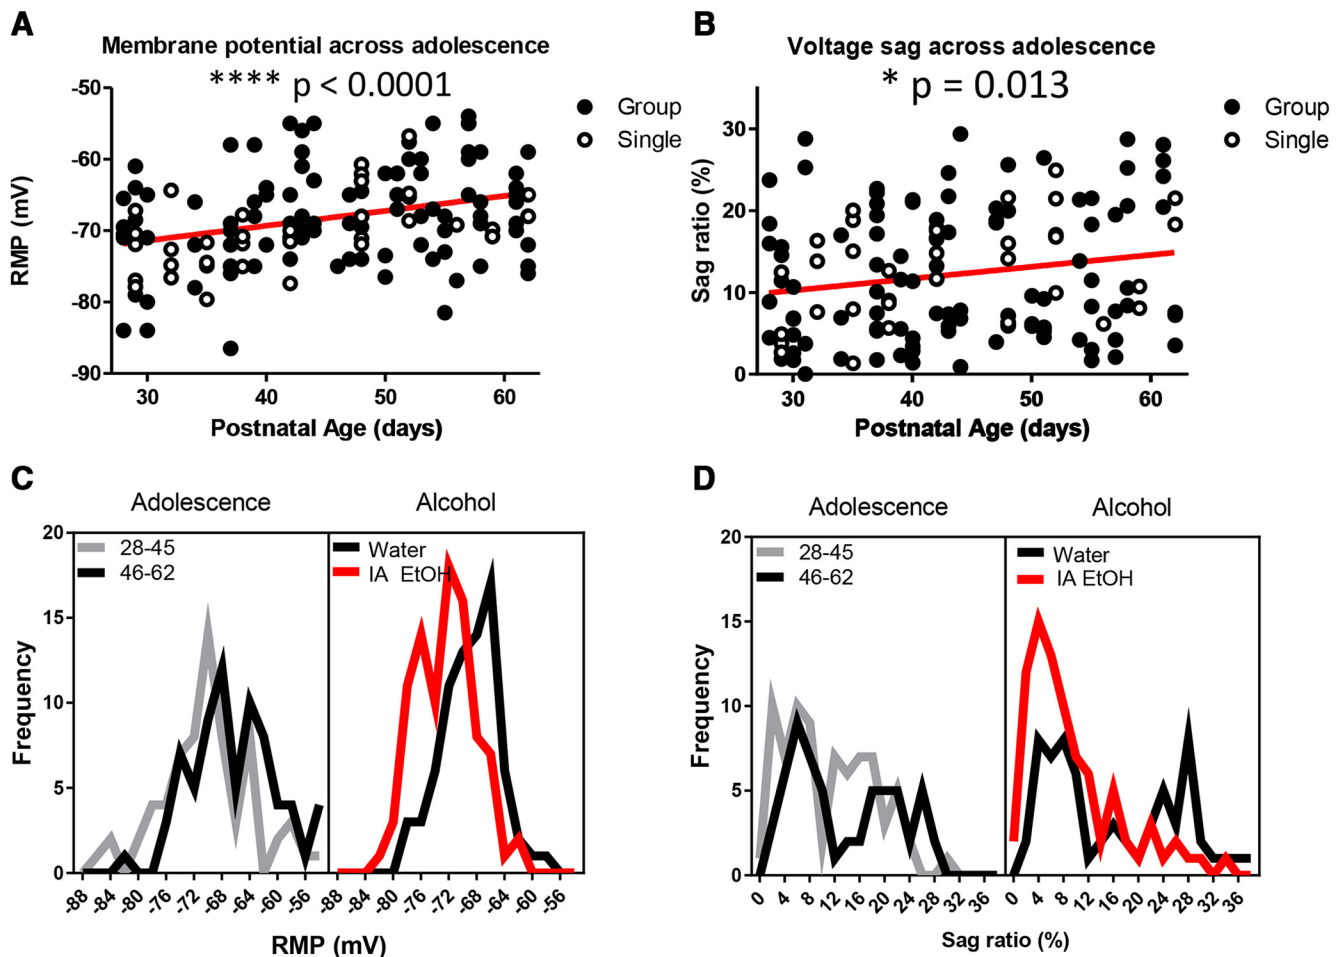 A
Membrane potential across adolescence
**** p < 0.0001
Group
Single
-50
-60
-70
-80
-90
RMP (mV)
30 40 50 60
Postnatal Age (days)
B
Voltage sag across adolescence
* p = 0.013
Group
Single
30
20
10
0
Sag ratio (%)
30 40 50 60
Postnatal Age (days)
C
Adolescence Alcohol
28-45
46-62
Water
IA EtOH
20
15
10
5
0
Frequency
-88 -84 -80 -76 -72 -68 -64 -60 -56 -88 -84 -80 -76 -72 -68 -64 -60 -56
RMP (mV)
D
Adolescence Alcohol
28-45
46-62
Water
IA EtOH
20
15
10
5
0
Frequency
0 4 8 12 16 20 24 28 32 36 0 4 8 12 16 20 24 28 32 36
Sag ratio (%)